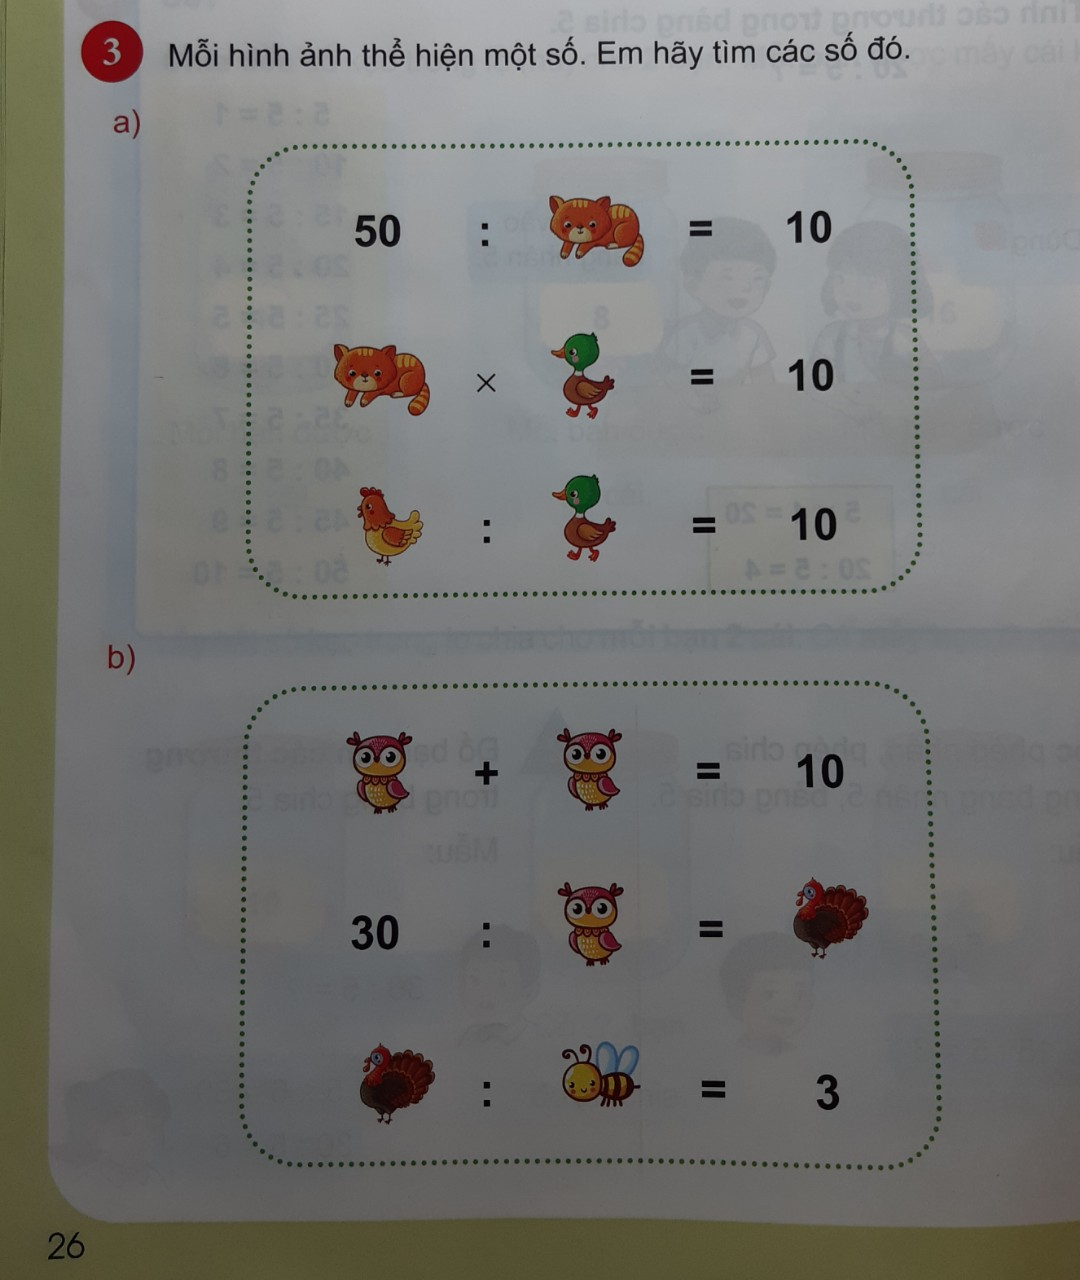 3 Mỗi hình ảnh thể hiện một số. Em hãy tìm các số đó.
a)
50 : = 10
× = 10
: = 10
b)
+ = 10
30 : =
: = 3
26